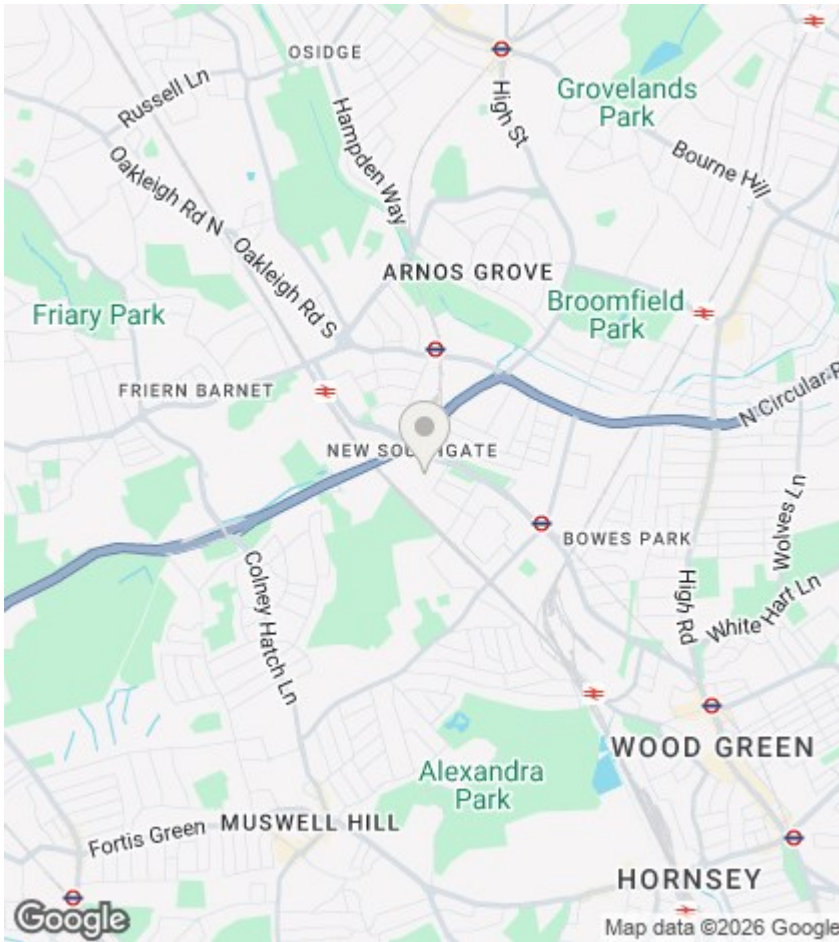 OSIDGE
Russell Ln
High St
Grovelands
Park
Hampden Way
Bourne Hill
Oakleigh Rd N
Oakleigh Rd S
ARNOS GROVE
Broomfield
Park
Friary Park
FRIERN BARNET
N Circular R
NEW SOUTHGATE
BOWES PARK
Wolves Ln
Colney Hatch Ln
High Rd
White Hart Ln
WOOD GREEN
Alexandra
Park
Fortis Green
MUSWELL HILL
HORNSEY
Google
Map data ©2026 Google